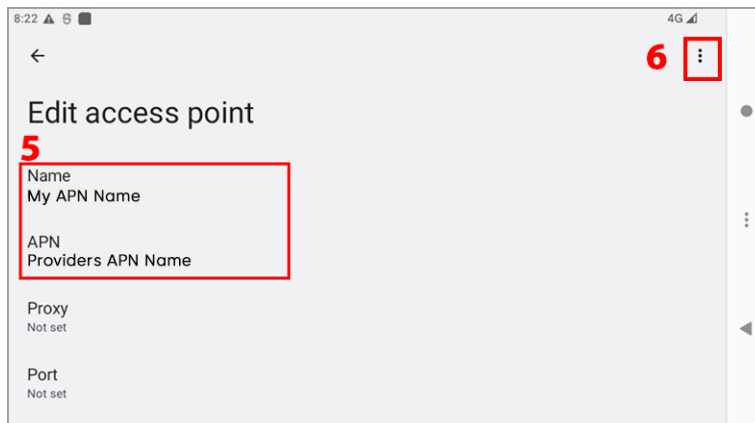 8:22
4G
6
Edit access point
5
Name
My APN Name
APN
Providers APN Name
Proxy
Not set
Port
Not set